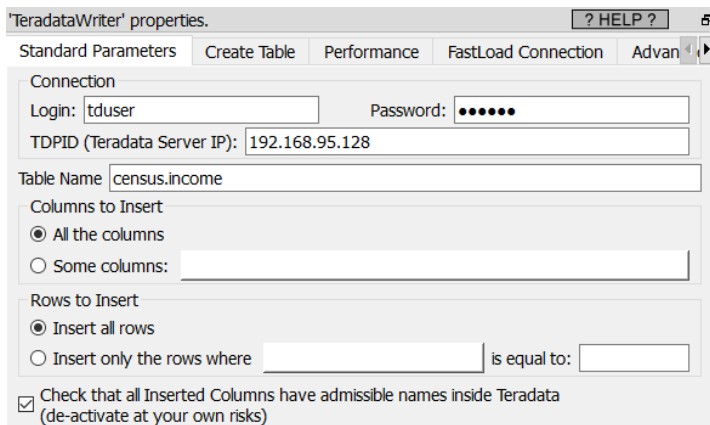 'TeradataWriter' properties. ? HELP ?
Standard Parameters Create Table Performance FastLoad Connection Advan
Connection
Login: tduser Password: ●●●●●●
TDPID (Teradata Server IP): 192.168.95.128
Table Name census.income
Columns to Insert
All the columns
Some columns:
Rows to Insert
Insert all rows
Insert only the rows where is equal to:
Check that all Inserted Columns have admissible names inside Teradata
(de-activate at your own risks)